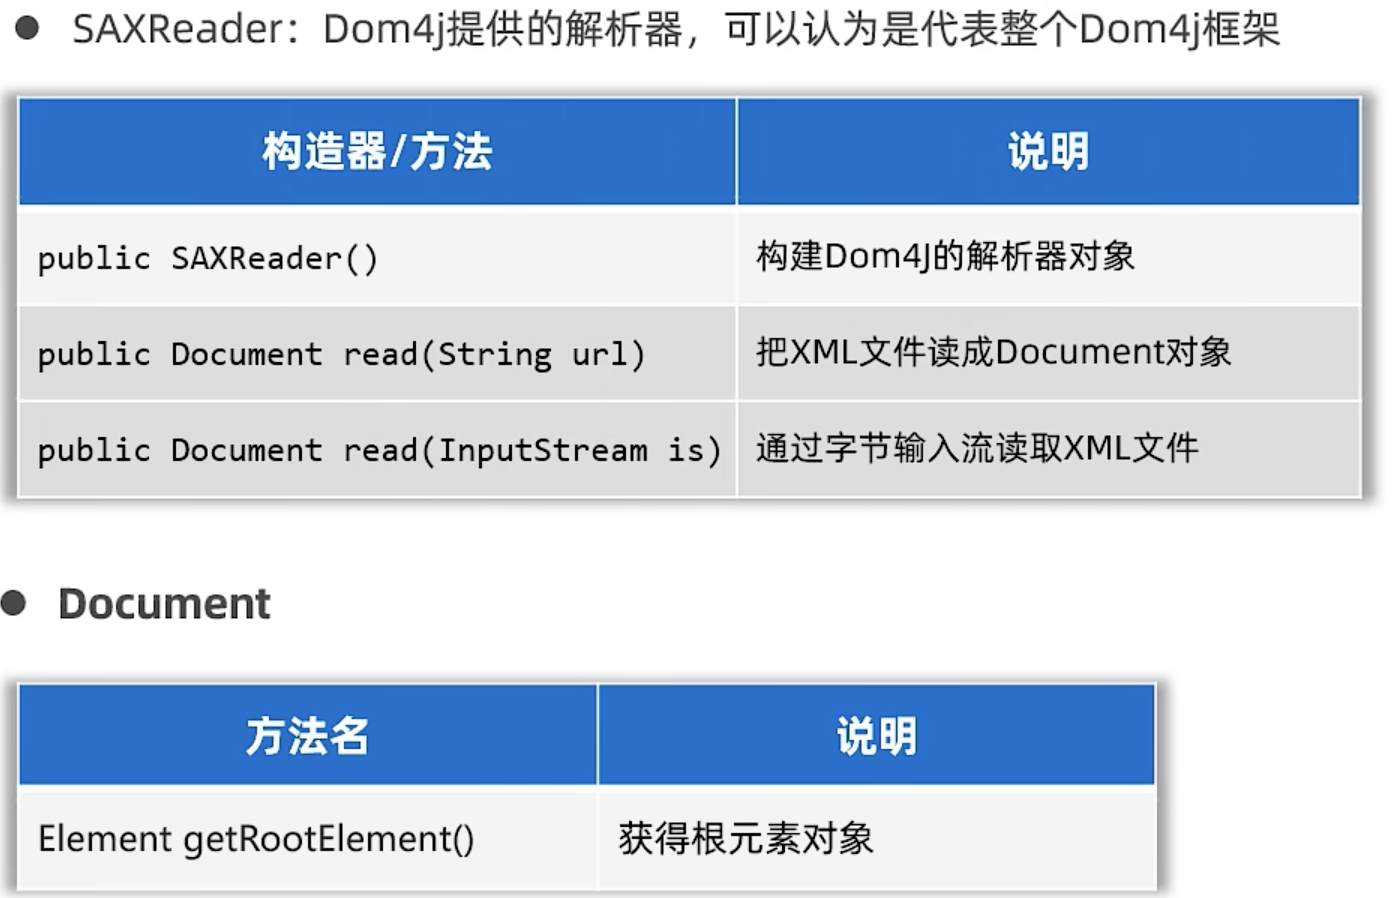 ● SAXReader：Dom4j提供的解析器，可以认为是代表整个Dom4j框架
构造器/方法 说明
public SAXReader() 构建Dom4J的解析器对象
public Document read(String url) 把XML文件读成Document对象
public Document read(InputStream is) 通过字节输入流读取XML文件
● Document
方法名 说明
Element getRootElement() 获得根元素对象